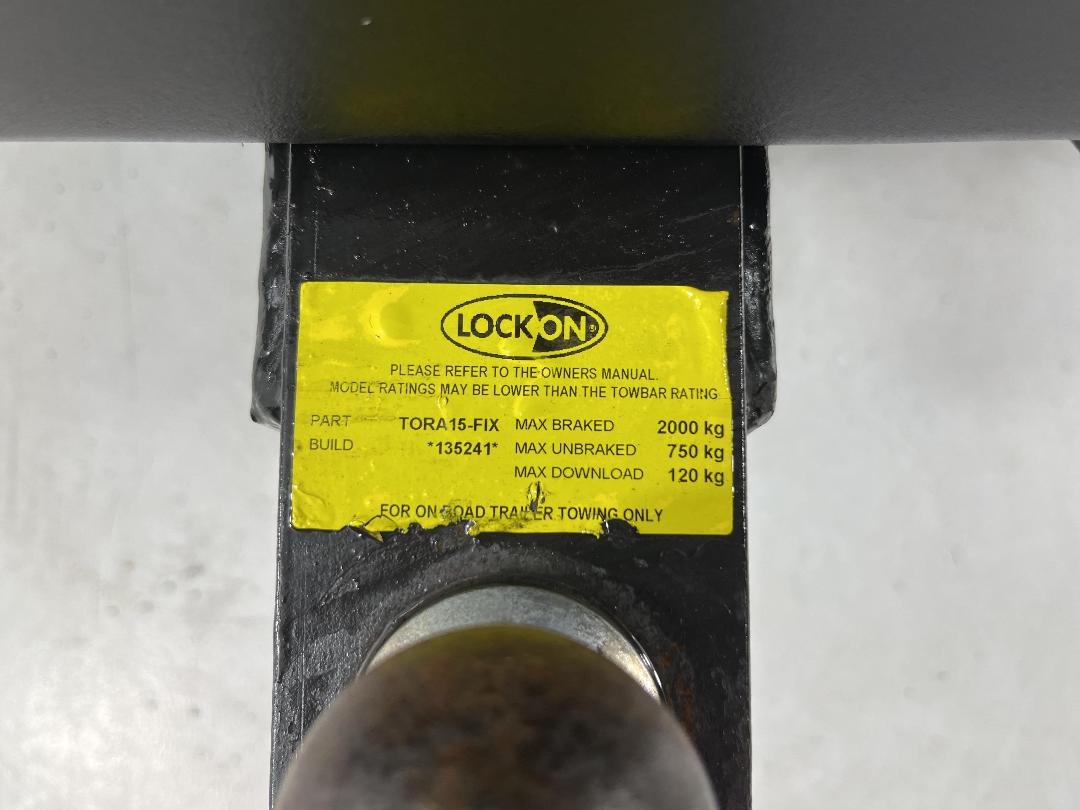 LOCKON®
PLEASE REFER TO THE OWNERS MANUAL.
MODEL RATINGS MAY BE LOWER THAN THE TOWBAR RATING
PART TORA15-FIX MAX BRAKED 2000 kg
BUILD *135241* MAX UNBRAKED 750 kg
MAX DOWNLOAD 120 kg
FOR ON ROAD TRAILER TOWING ONLY